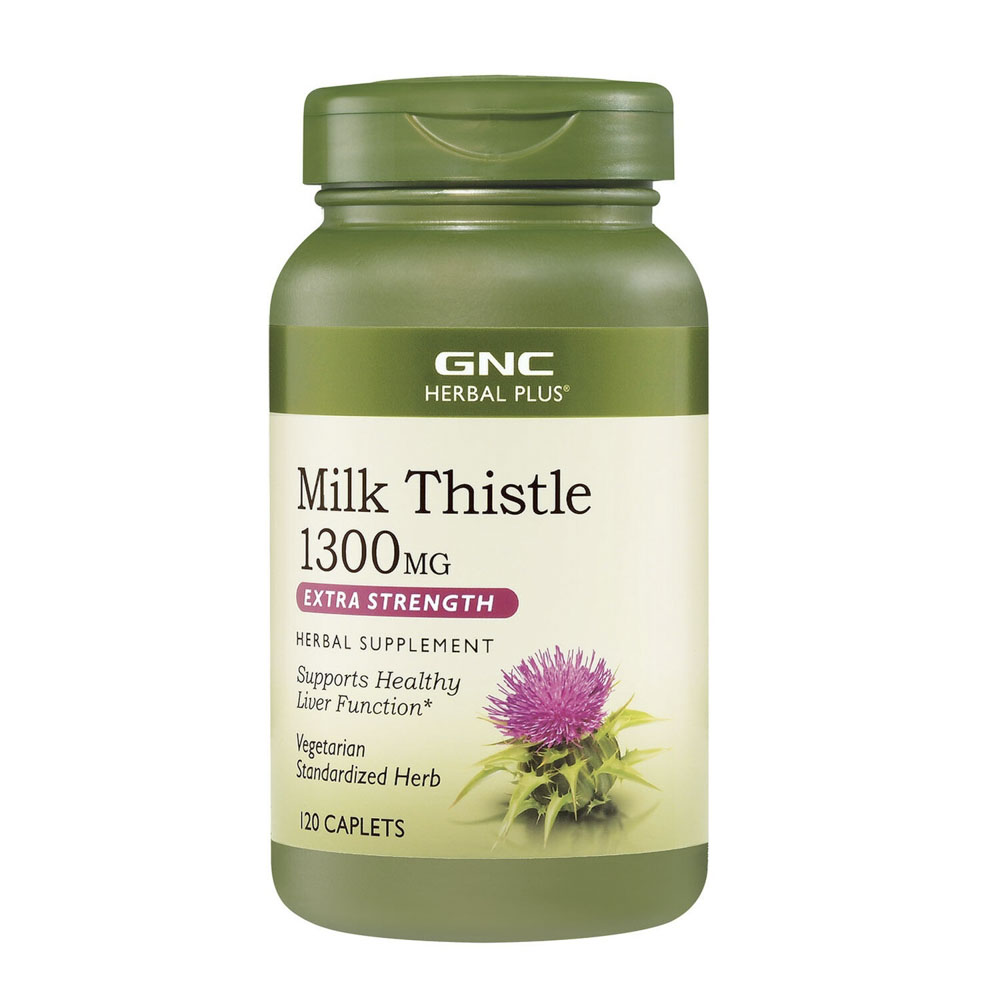 GNC
HERBAL PLUS®
Milk Thistle
1300MG
EXTRA STRENGTH
HERBAL SUPPLEMENT
Supports Healthy
Liver Function*
Vegetarian
Standardized Herb
120 CAPLETS